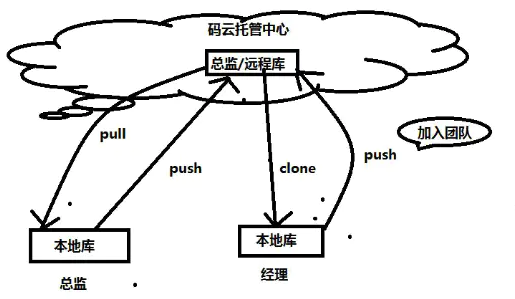 码云托管中心
总监/远程库
pull
push
clone
push
加入团队
本地库
本地库
总监
经理